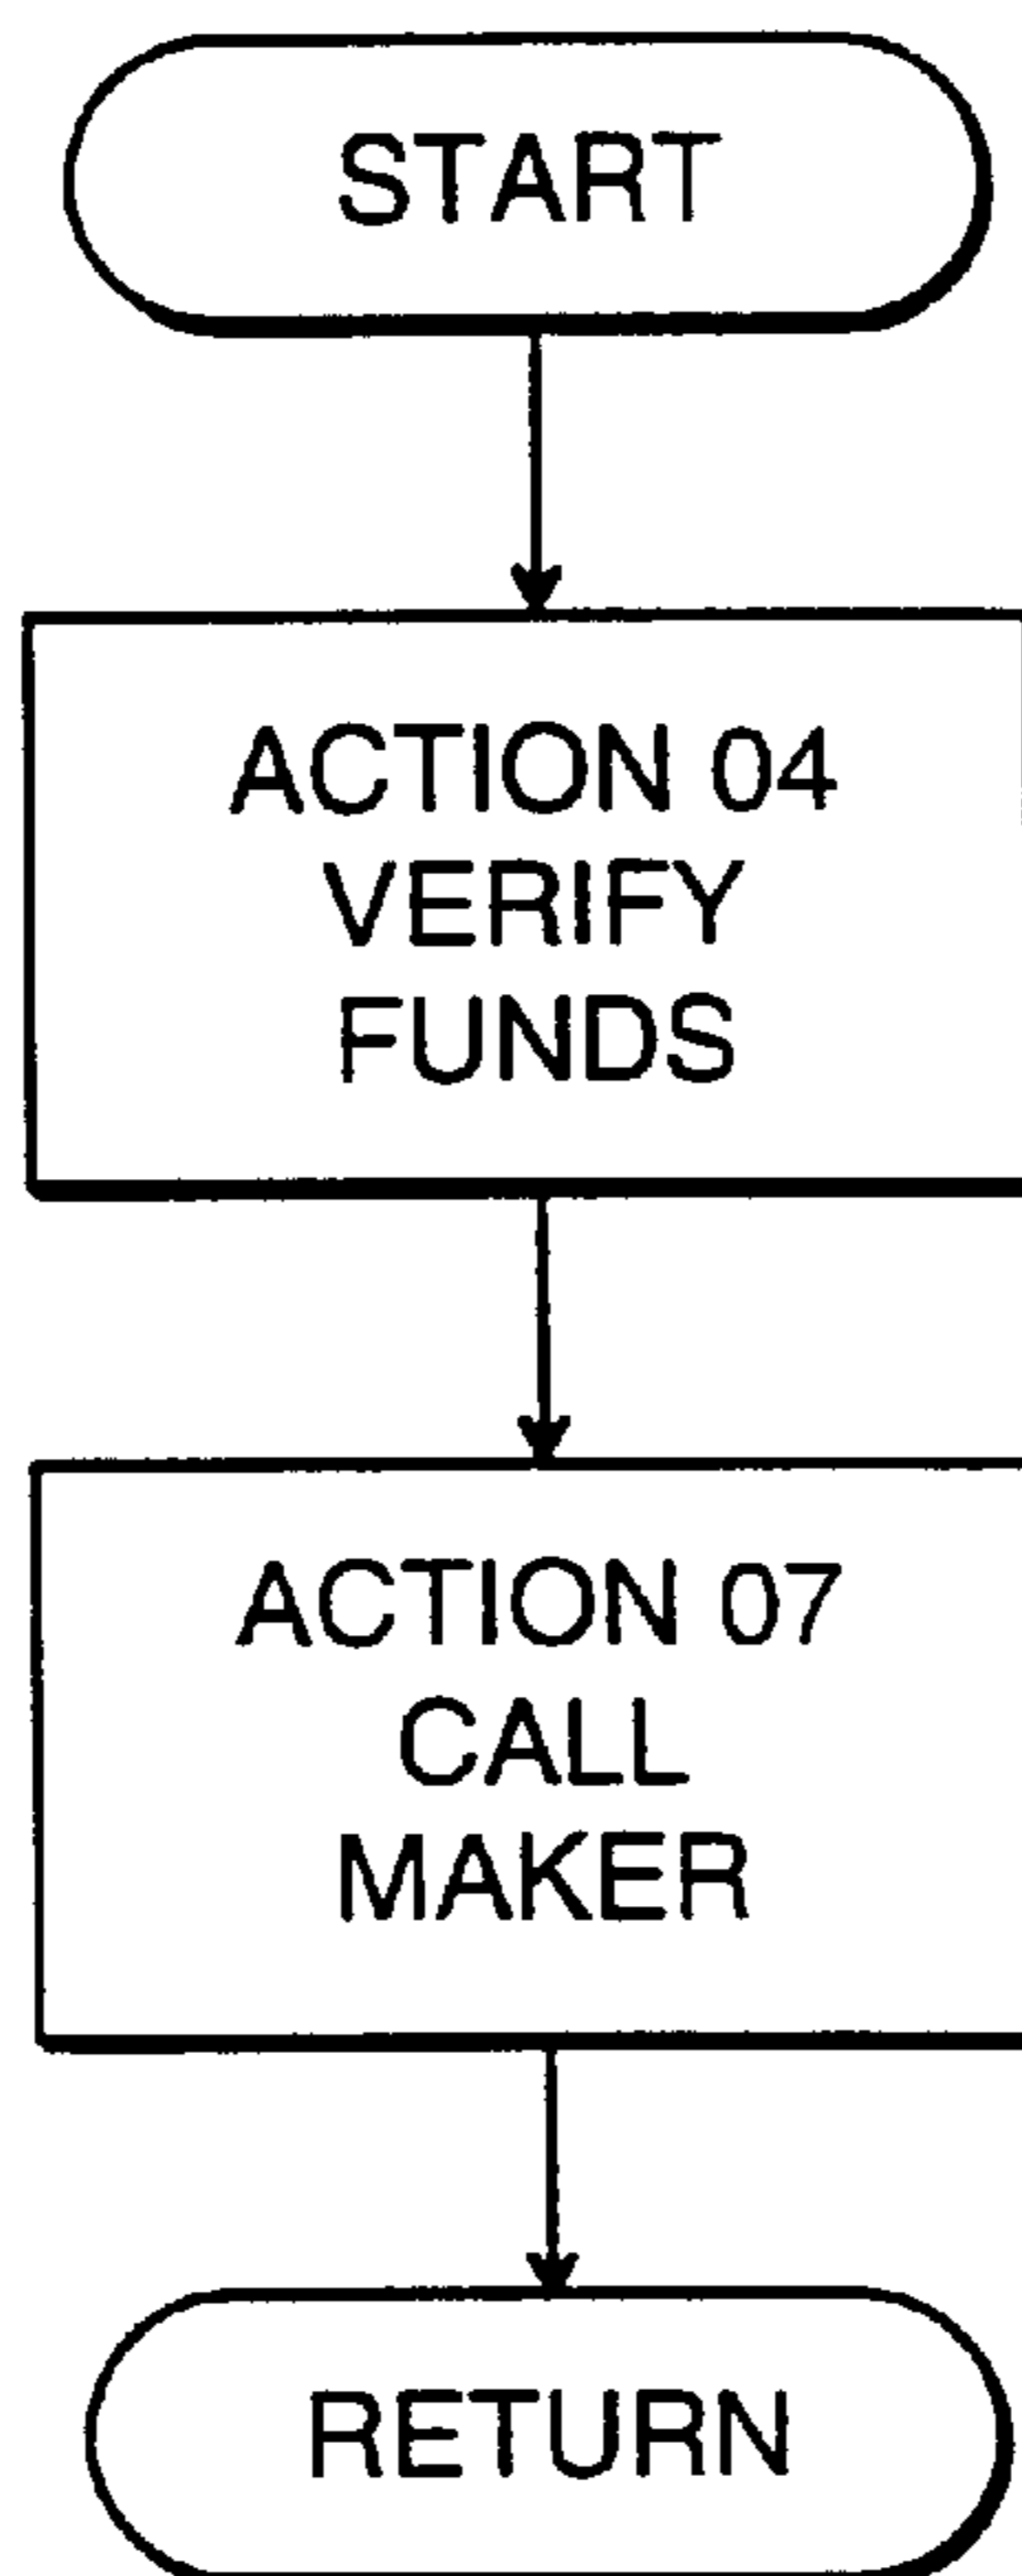 START
ACTION 04
VERIFY
FUNDS
ACTION 07
CALL
MAKER
RETURN